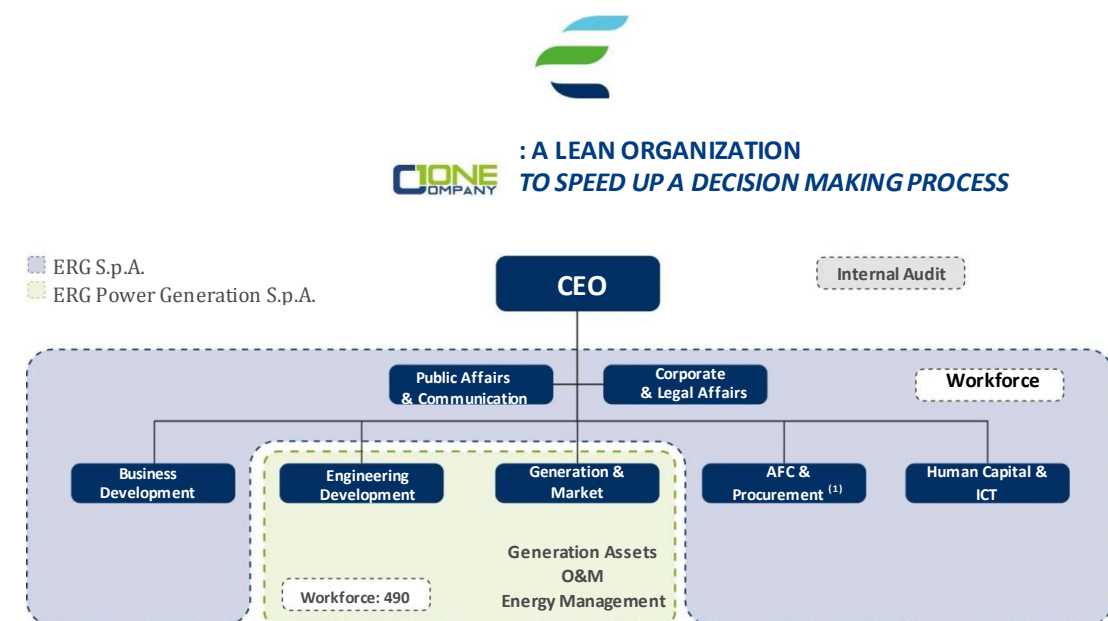 : A LEAN ORGANIZATION
ONE
COMPANY
TO SPEED UP A DECISION MAKING PROCESS
ERG S.p.A.
ERG Power Generation S.p.A.
CEO
Internal Audit
Public Affairs
& Communication
Corporate
& Legal Affairs
Workforce
Business
Development
Engineering
Development
Generation &
Market
AFC &
Procurement (1)
Human Capital &
ICT
Generation Assets
O&M
Energy Management
Workforce: 490